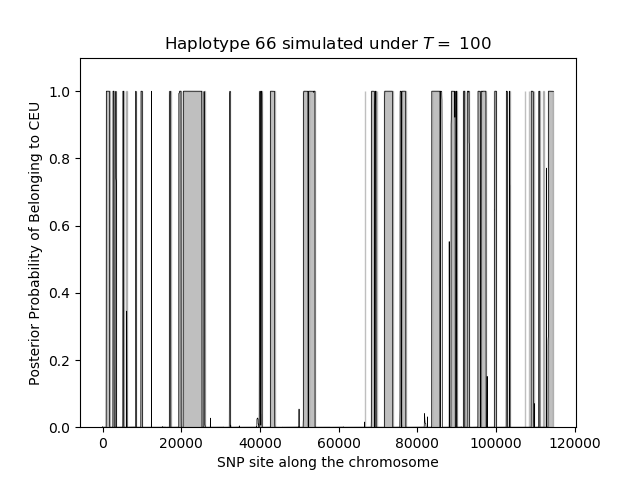 Haplotype 66 simulated under T = 100
Posterior Probability of Belonging to CEU
1.0
0.8
0.6
0.4
0.2
0.0
0 20000 40000 60000 80000 100000 120000
SNP site along the chromosome